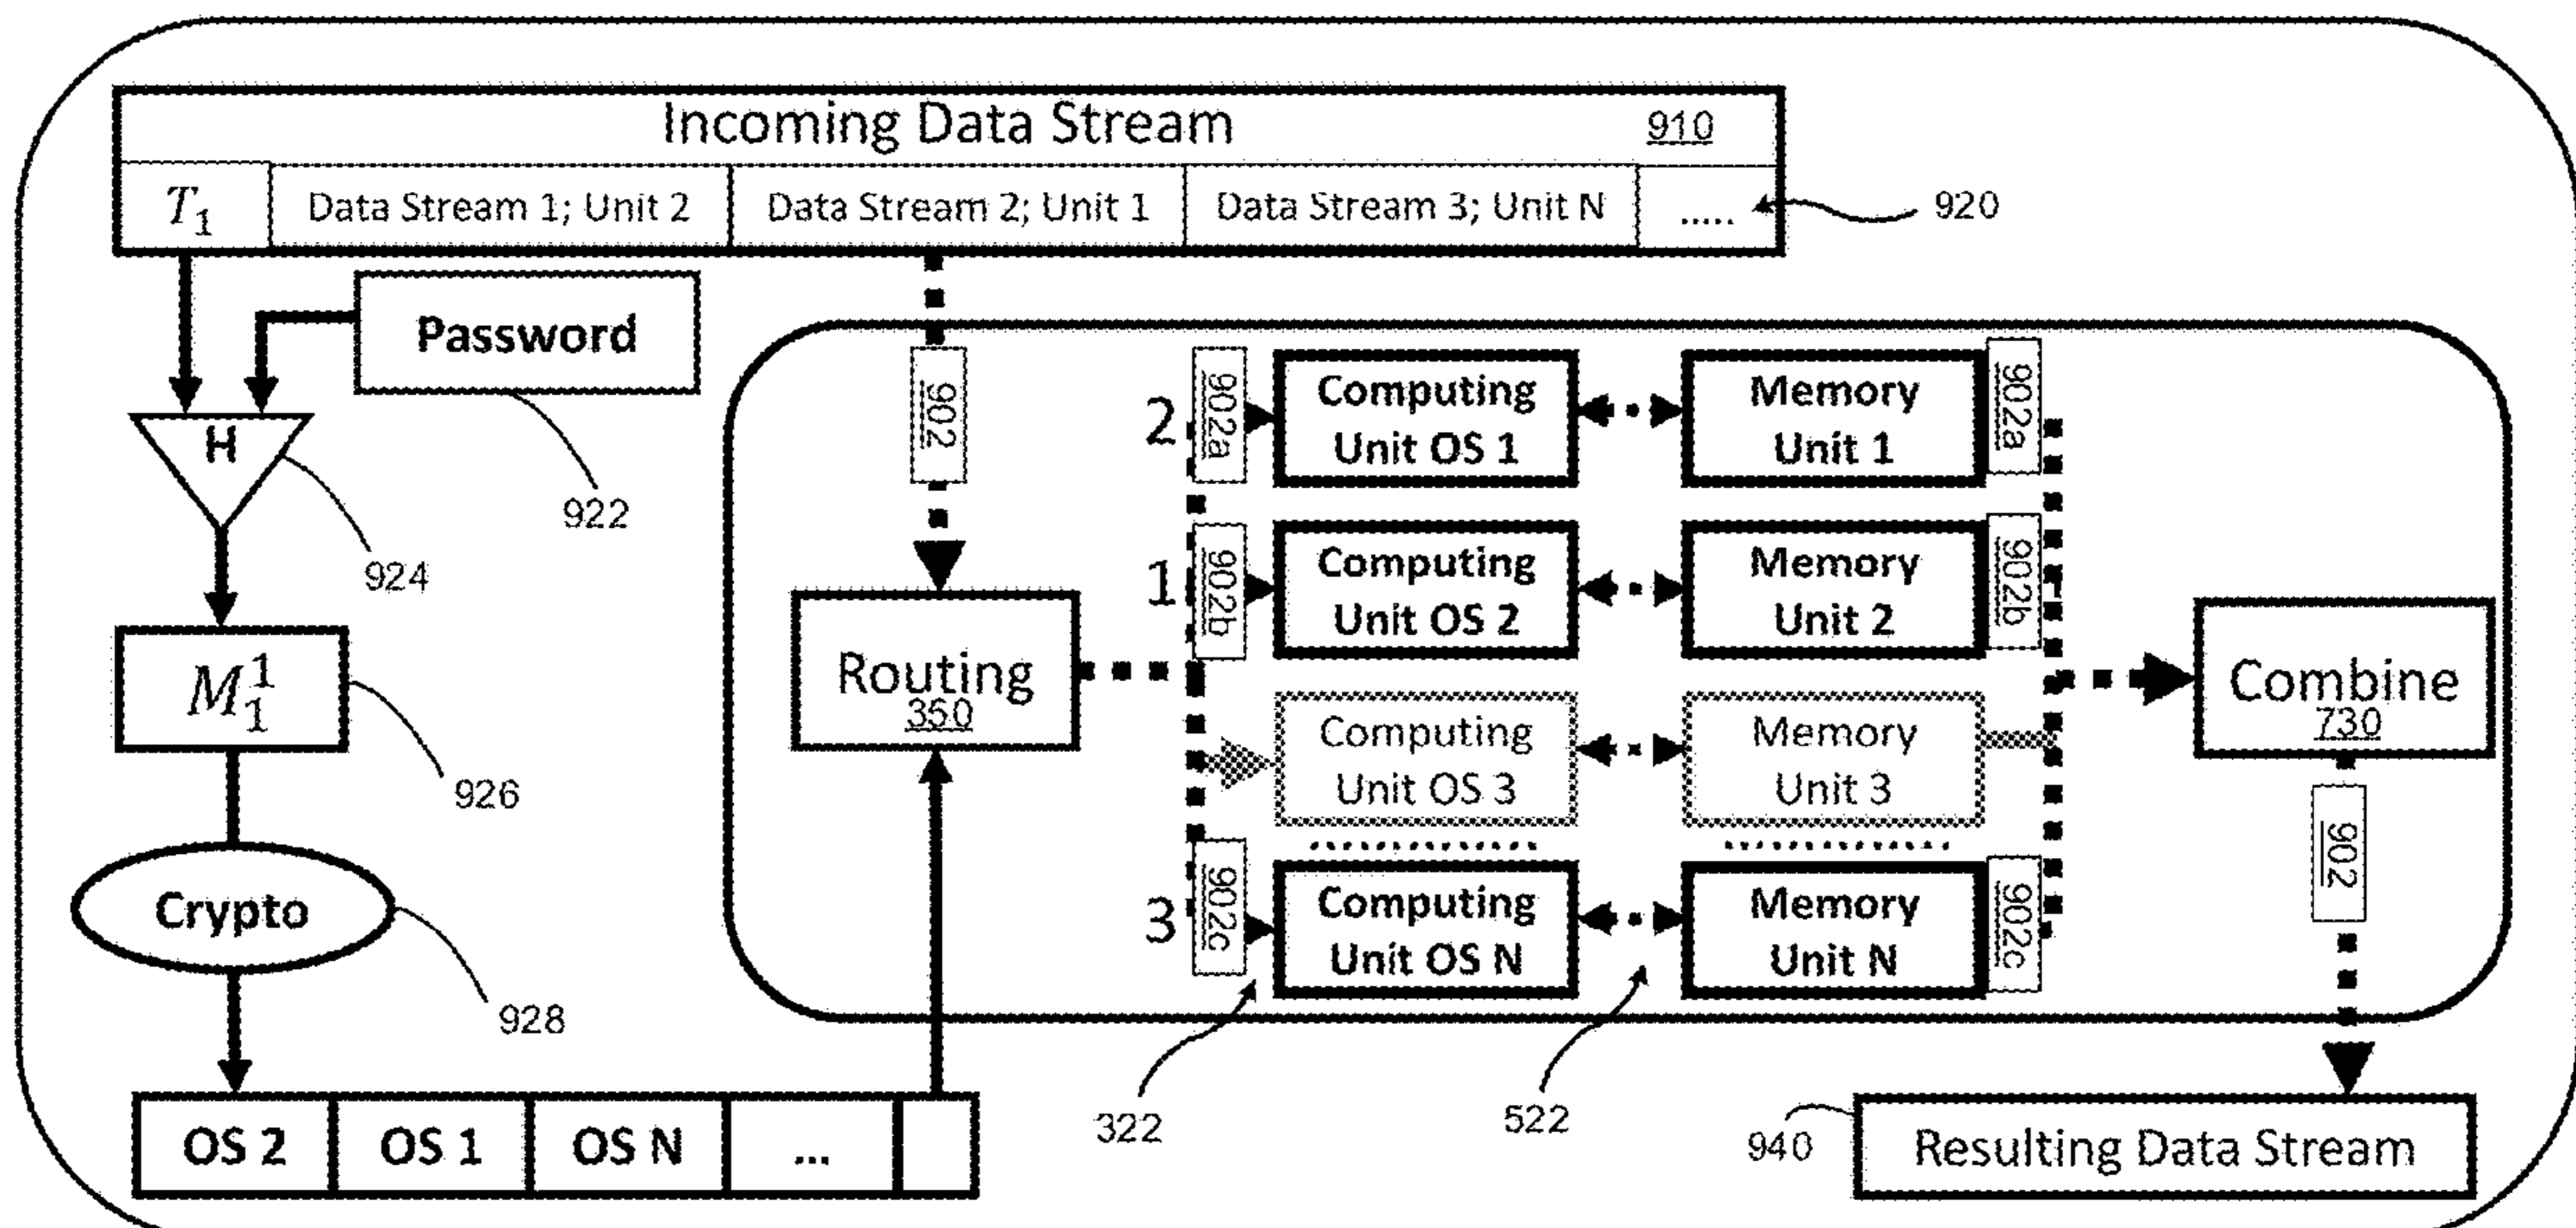 Incoming Data Stream 910
T₁ Data Stream 1; Unit 2 Data Stream 2; Unit 1 Data Stream 3; Unit N ..... 920
Password
922
H
924
M₁¹
926
Crypto
928
OS 2 OS 1 OS N ...
902
Routing
350
2
902a
Computing
Unit OS 1
Memory
Unit 1
902a
1
902b
Computing
Unit OS 2
Memory
Unit 2
902b
Computing
Unit OS 3
Memory
Unit 3
3
902c
Computing
Unit OS N
Memory
Unit N
902c
322
522
Combine
730
902
940
Resulting Data Stream